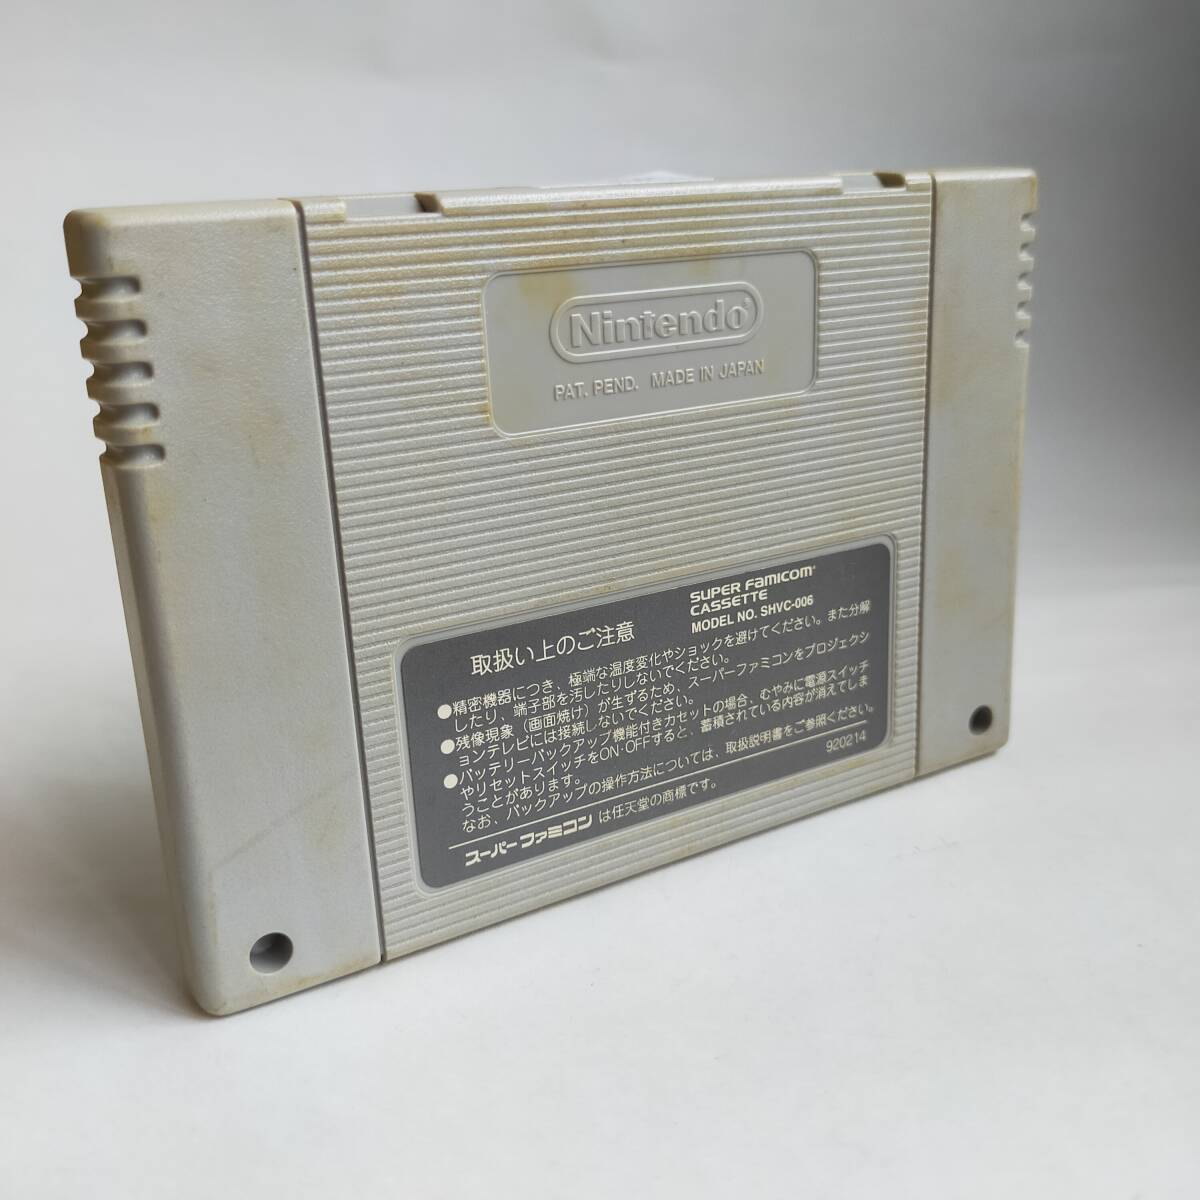 Nintendo®
PAT. PEND. MADE IN JAPAN
SUPER Famicom
CASSETTE
MODEL NO. SHVC-006
取扱い上のご注意
●精密機器につき、極端な温度変化やショックを避けてください。また分解
したり、端子部を汚したりしないでください。
●残像現象（画面焼け）が生ずるため、スーパーファミコンをプロジェクシ
ョンテレビには接続しないでください。
●バッテリーバックアップ機能付きカセットの場合、むやみに電源スイッチ
やリセットスイッチをON・OFFすると、蓄積されている内容が消えてしま
うことがあります。
なお、バックアップの操作方法については、取扱説明書をご参照ください。
920214
スーパーファミコンは任天堂の商標です。